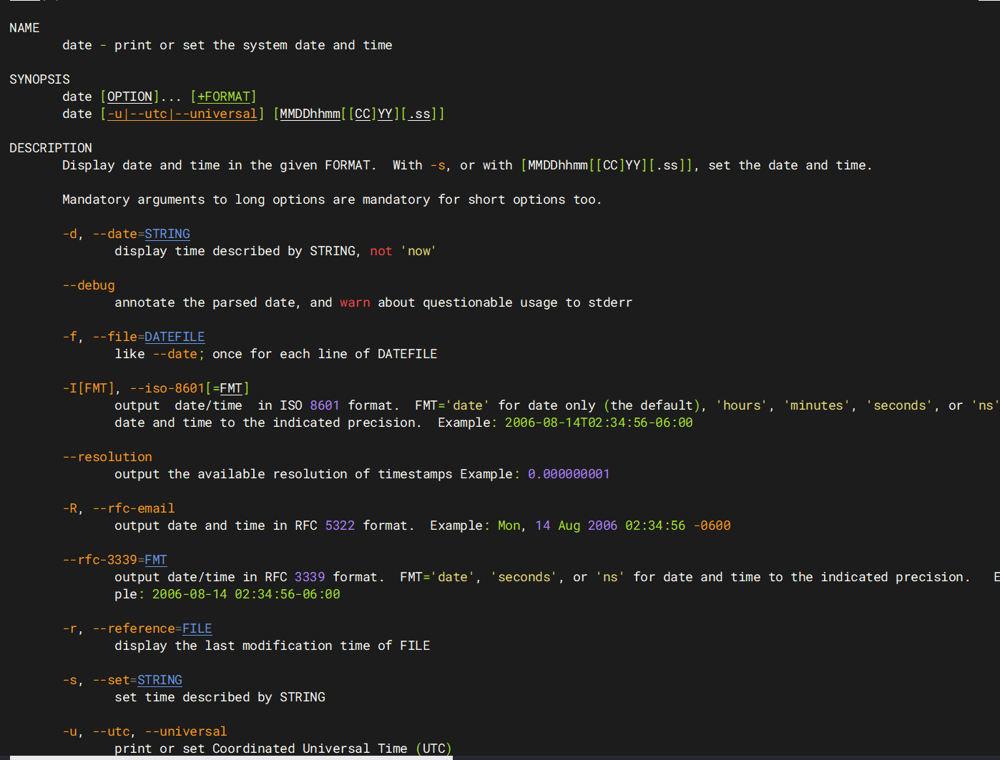 NAME
date - print or set the system date and time
SYNOPSIS
date [OPTION]... [+FORMAT]
date [-u|--utc|--universal] [MMDDhhmm[[CC]YY][.ss]]
DESCRIPTION
Display date and time in the given FORMAT.  With -s, or with [MMDDhhmm[[CC]YY][.ss]], set the date and time.
Mandatory arguments to long options are mandatory for short options too.
-d, --date=STRING
display time described by STRING, not 'now'
--debug
annotate the parsed date, and warn about questionable usage to stderr
-f, --file=DATEFILE
like --date; once for each line of DATEFILE
-I[FMT], --iso-8601[=FMT]
output  date/time  in ISO 8601 format.  FMT='date' for date only (the default), 'hours', 'minutes', 'seconds', or 'ns'
date and time to the indicated precision.  Example: 2006-08-14T02:34:56-06:00
--resolution
output the available resolution of timestamps Example: 0.000000001
-R, --rfc-email
output date and time in RFC 5322 format.  Example: Mon, 14 Aug 2006 02:34:56 -0600
--rfc-3339=FMT
output date/time in RFC 3339 format.  FMT='date', 'seconds', or 'ns' for date and time to the indicated precision.   E
ple: 2006-08-14 02:34:56-06:00
-r, --reference=FILE
display the last modification time of FILE
-s, --set=STRING
set time described by STRING
-u, --utc, --universal
print or set Coordinated Universal Time (UTC)